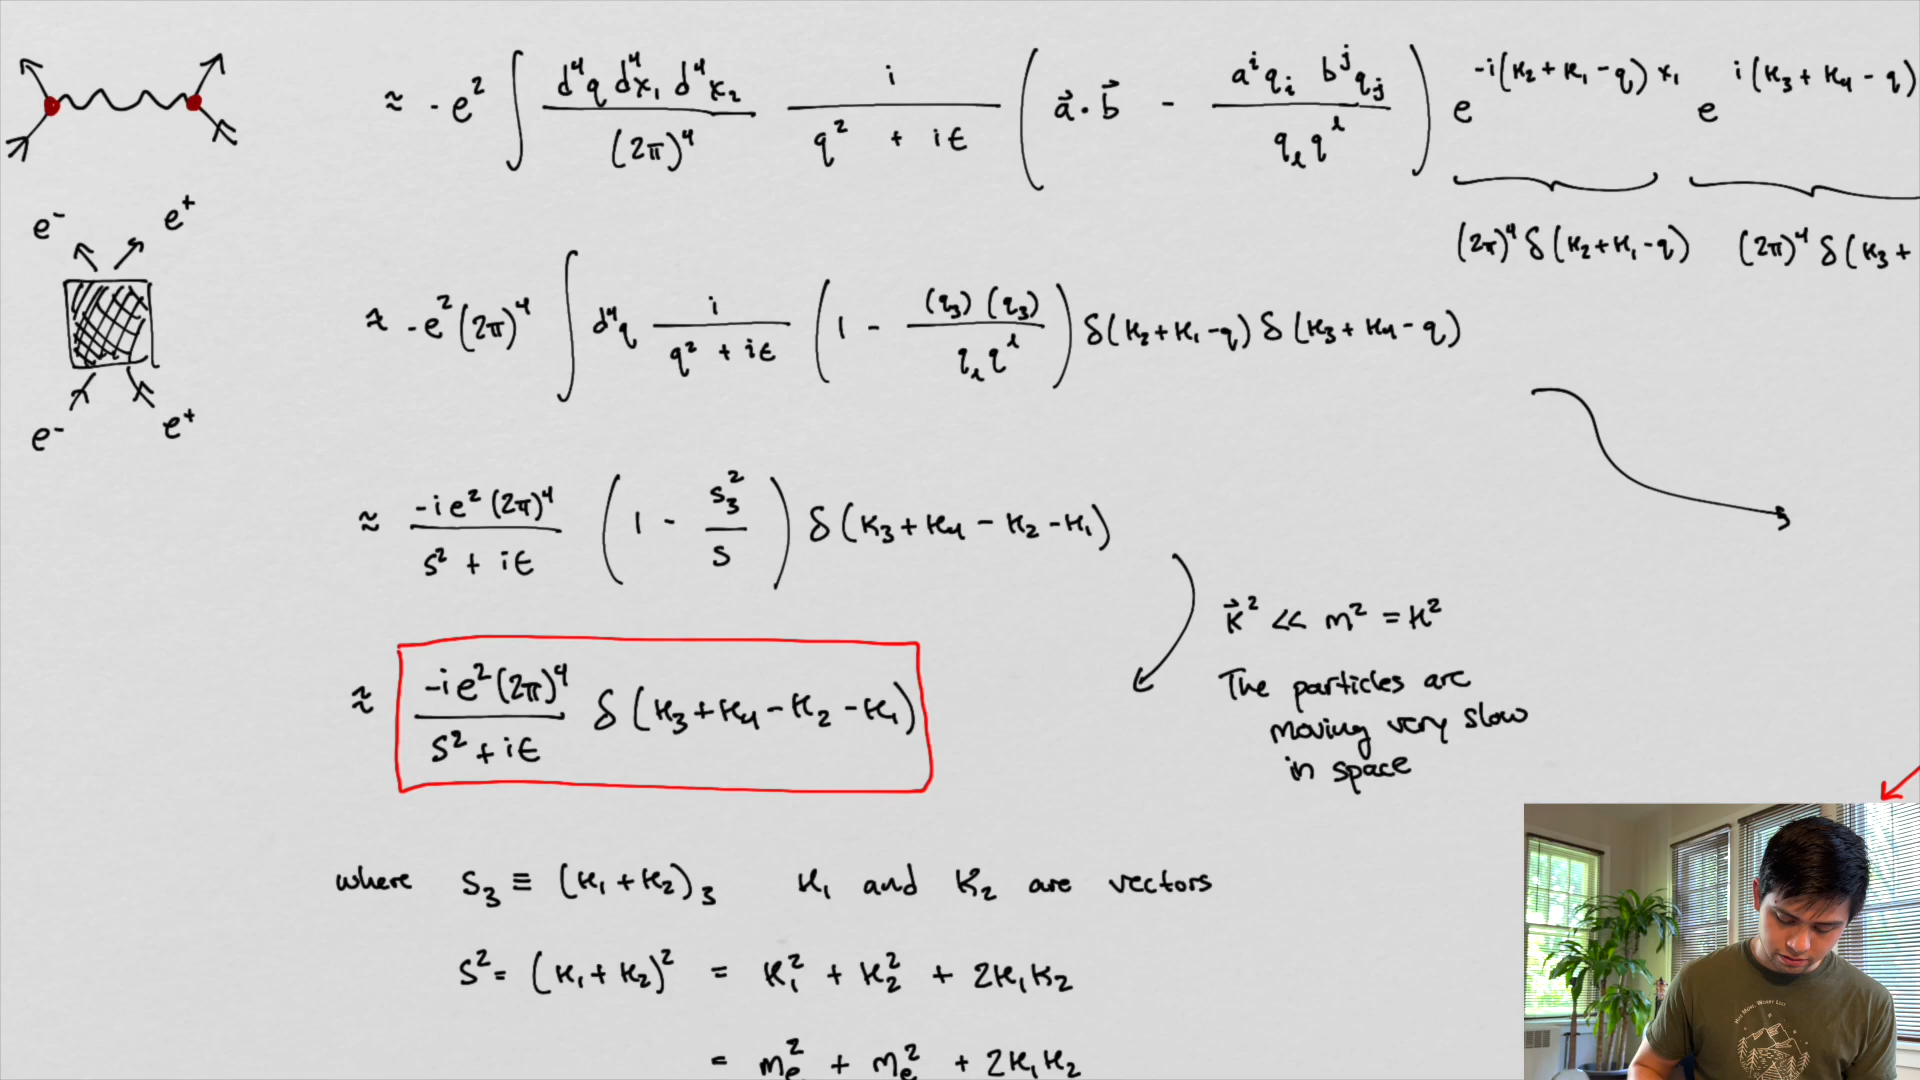 ≈ -e² ∫ d⁴q d⁴x₁ d⁴x₂ / (2π)⁴ i / (q² + iε) ( a⃗·b⃗ - aⁱqᵢ bʲqⱼ / q_ℓ q^ℓ ) e^{-i(k₂+k₁-q)x₁} e^{i(k₃+k₄-q)
(2π)⁴ δ(k₂+k₁-q) (2π)⁴ δ(k₃+
e⁻ e⁺
≈ -e²(2π)⁴ ∫ d⁴q i / (q² + iε) ( 1 - (q₃)(q₃) / q_ℓ q^ℓ ) δ(k₂+k₁-q) δ(k₃+k₄-q)
e⁻ e⁺
≈ -ie²(2π)⁴ / (s² + iε) ( 1 - s₃² / s ) δ(k₃+k₄-k₂-k₁)
k⃗² << m² = k²
The particles are
moving very slow
in space
≈ -ie²(2π)⁴ / (s² + iε) δ(k₃+k₄-k₂-k₁)
where s₃ ≡ (k₁+k₂)₃ k₁ and k₂ are vectors
s² = (k₁+k₂)² = k₁² + k₂² + 2k₁k₂
= mₑ² + mₑ² + 2k₁k₂